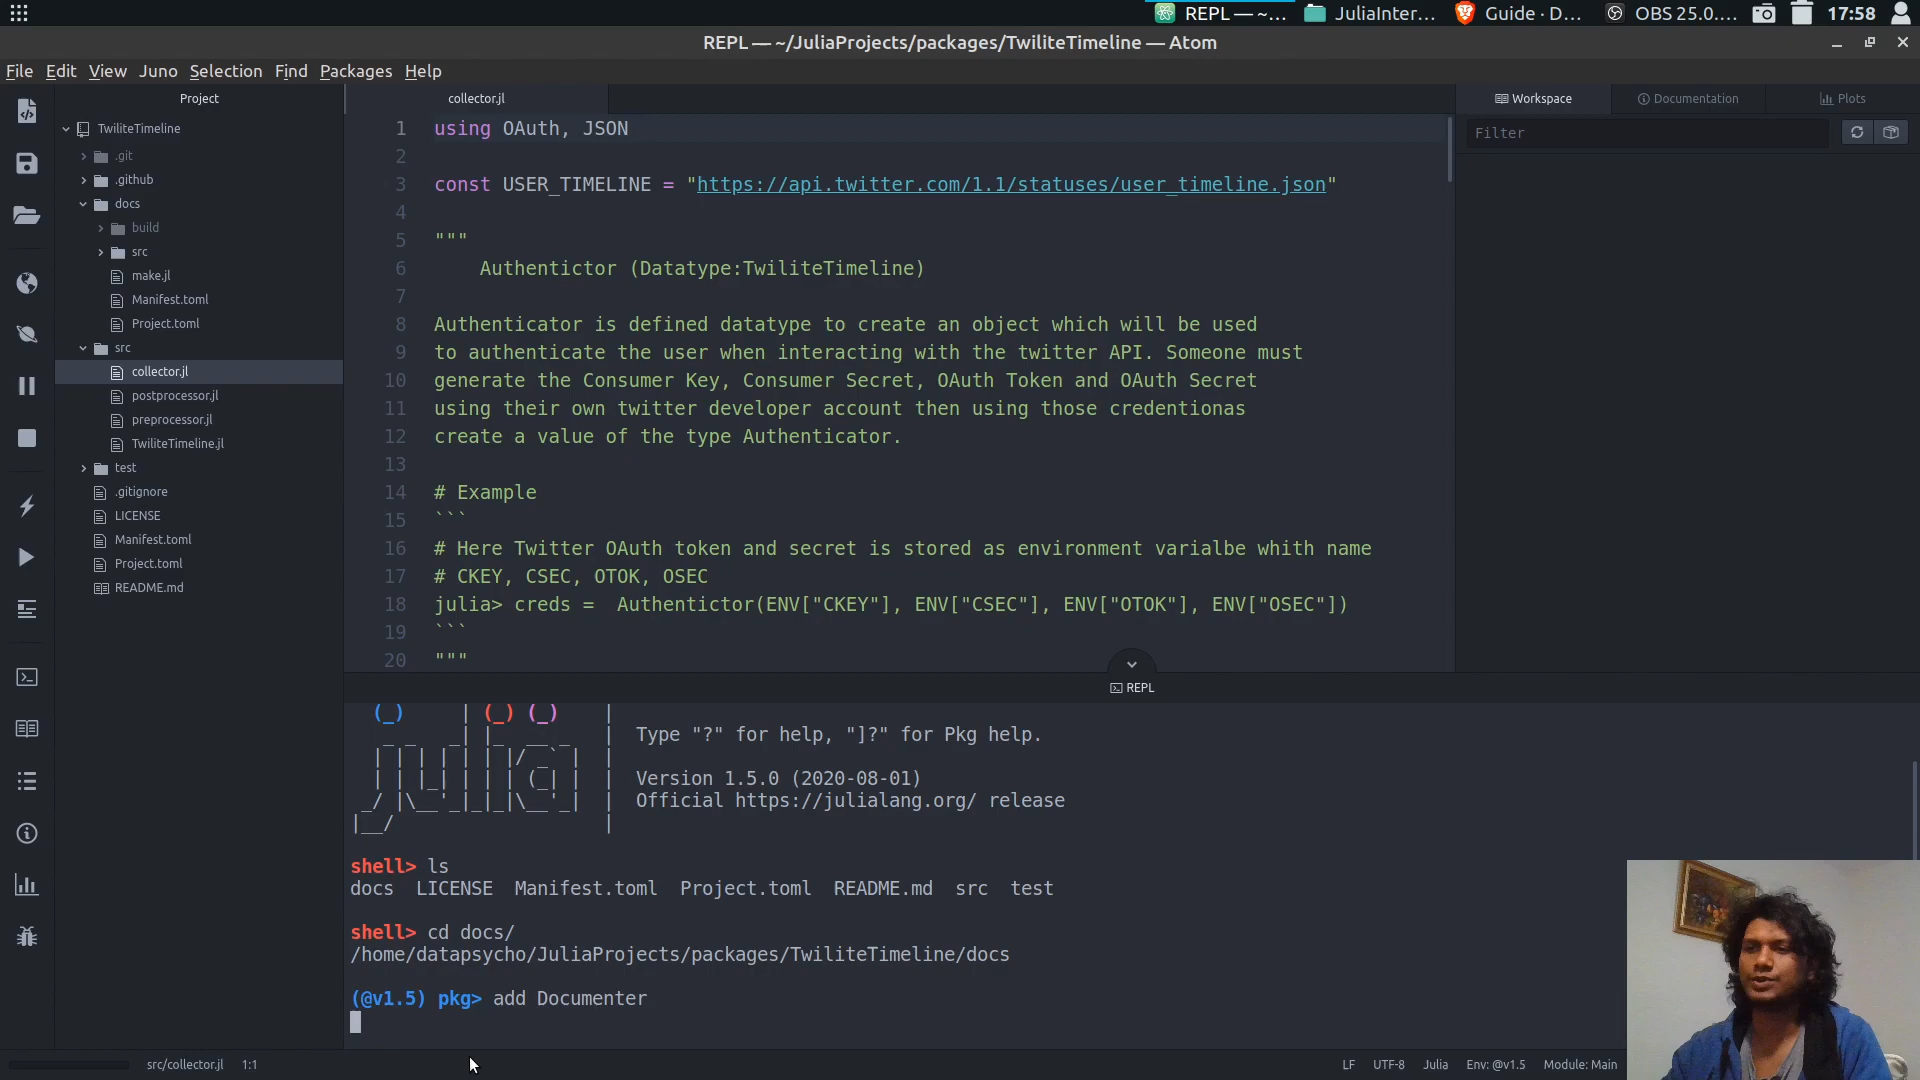 REPL — ~...
JuliaInter...
Guide · D...
OBS 25.0....
17:58
REPL — ~/JuliaProjects/packages/TwiliteTimeline — Atom
File Edit View Juno Selection Find Packages Help
Project
TwiliteTimeline
.git
.github
docs
build
src
make.jl
Manifest.toml
Project.toml
src
collector.jl
postprocessor.jl
preprocessor.jl
TwiliteTimeline.jl
test
.gitignore
LICENSE
Manifest.toml
Project.toml
README.md
collector.jl
1 using OAuth, JSON
2
3 const USER_TIMELINE = "https://api.twitter.com/1.1/statuses/user_timeline.json"
4
5 """
6 Authentictor (Datatype:TwiliteTimeline)
7
8 Authenticator is defined datatype to create an object which will be used
9 to authenticate the user when interacting with the twitter API. Someone must
10 generate the Consumer Key, Consumer Secret, OAuth Token and OAuth Secret
11 using their own twitter developer account then using those credentionas
12 create a value of the type Authenticator.
13
14 # Example
15 ```
16 # Here Twitter OAuth token and secret is stored as environment varialbe whith name
17 # CKEY, CSEC, OTOK, OSEC
18 julia> creds =  Authentictor(ENV["CKEY"], ENV["CSEC"], ENV["OTOK"], ENV["OSEC"])
19 ```
20 """
Workspace
Documentation
Plots
Filter
REPL
Type "?" for help, "]?" for Pkg help.
Version 1.5.0 (2020-08-01)
Official https://julialang.org/ release
shell> ls
docs LICENSE Manifest.toml Project.toml README.md src test
shell> cd docs/
/home/datapsycho/JuliaProjects/packages/TwiliteTimeline/docs
(@v1.5) pkg> add Documenter
src/collector.jl 1:1
LF UTF-8 Julia Env: @v1.5 Module: Main